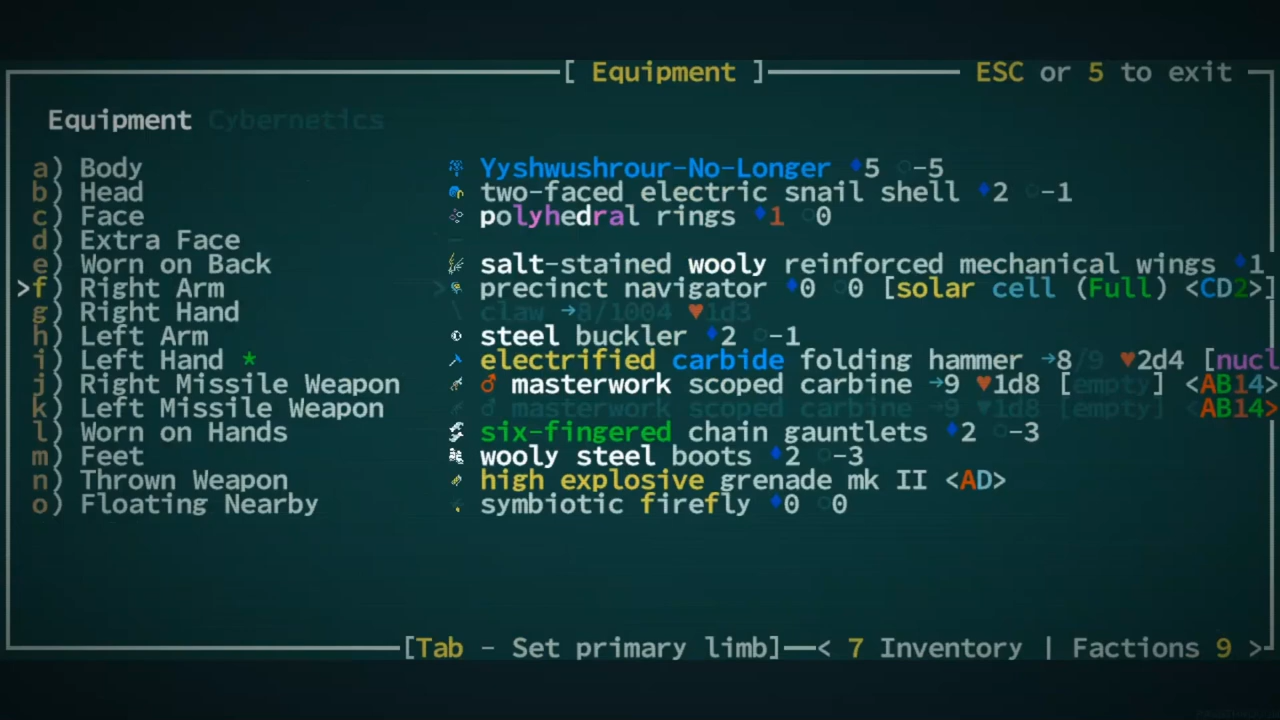 [ Equipment ] ESC or 5 to exit
Equipment Cybernetics
a) Body Yyshwushrour-No-Longer ♦5 ○-5
b) Head two-faced electric snail shell ♦2 ○-1
c) Face polyhedral rings ♦1 ○0
d) Extra Face
e) Worn on Back salt-stained wooly reinforced mechanical wings ♦1
>f) Right Arm precinct navigator ♦0 ○0 [solar cell (Full) <CD2>]
g) Right Hand claw →8/1004 ♥1d3
h) Left Arm steel buckler ♦2 ○-1
i) Left Hand * electrified carbide folding hammer →8/9 ♥2d4 [nucl
j) Right Missile Weapon ♂ masterwork scoped carbine →9 ♥1d8 [empty] <AB14>
k) Left Missile Weapon ♂ masterwork scoped carbine →9 ♥1d8 [empty] <AB14>
l) Worn on Hands six-fingered chain gauntlets ♦2 ○-3
m) Feet wooly steel boots ♦2 ○-3
n) Thrown Weapon high explosive grenade mk II <AD>
o) Floating Nearby symbiotic firefly ♦0 ○0
[Tab - Set primary limb] < 7 Inventory | Factions 9 >